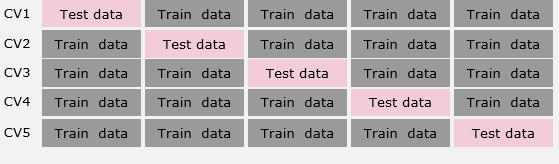 CV1 Test data Train data Train data Train data Train data
CV2 Train data Test data Train data Train data Train data
CV3 Train data Train data Test data Train data Train data
CV4 Train data Train data Train data Test data Train data
CV5 Train data Train data Train data Train data Test data